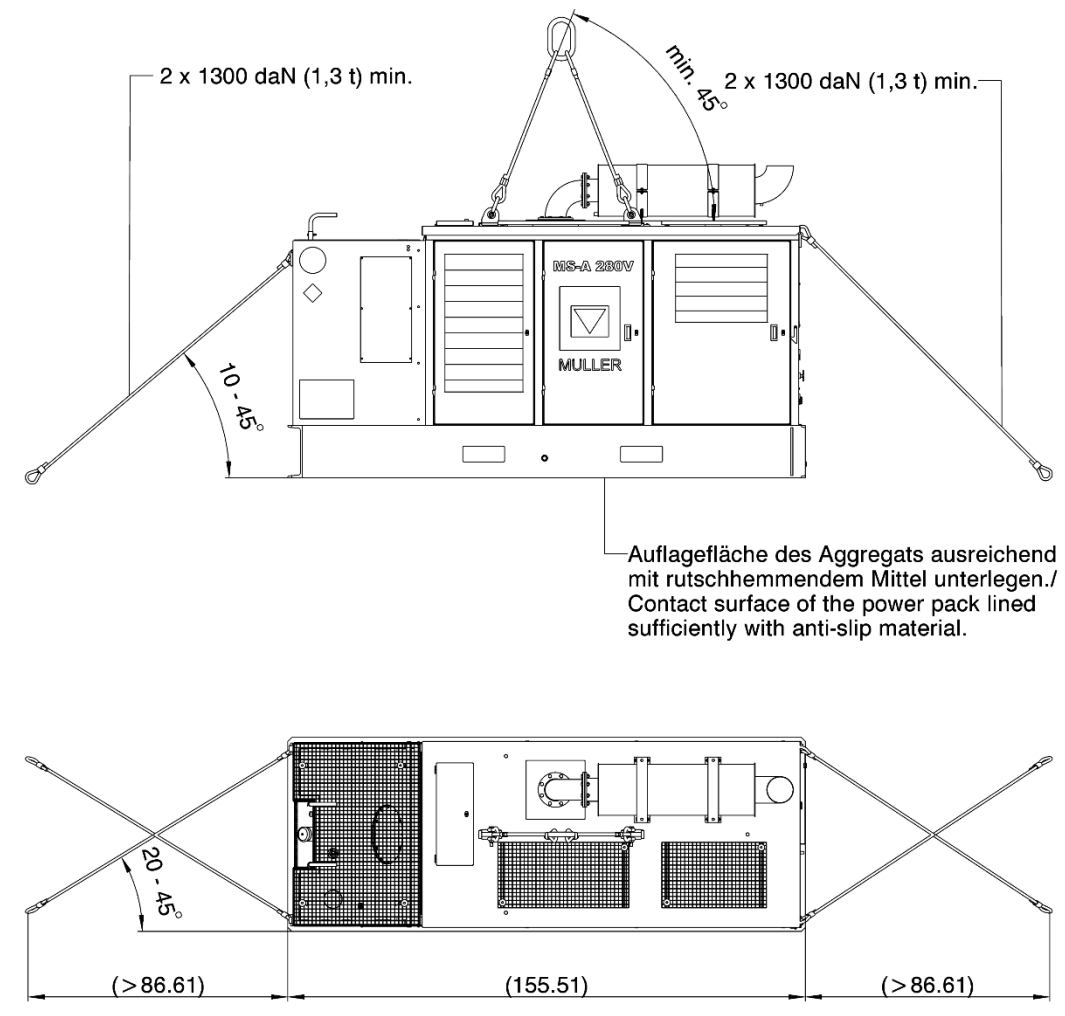 2 x 1300 daN (1,3 t) min.
min. 45°
2 x 1300 daN (1,3 t) min.
MS-A 280V
MULLER
10 - 45°
Auflagefläche des Aggregats ausreichend
mit rutschhemmendem Mittel unterlegen./
Contact surface of the power pack lined
sufficiently with anti-slip material.
20 - 45°
(>86.61)
(155.51)
(>86.61)